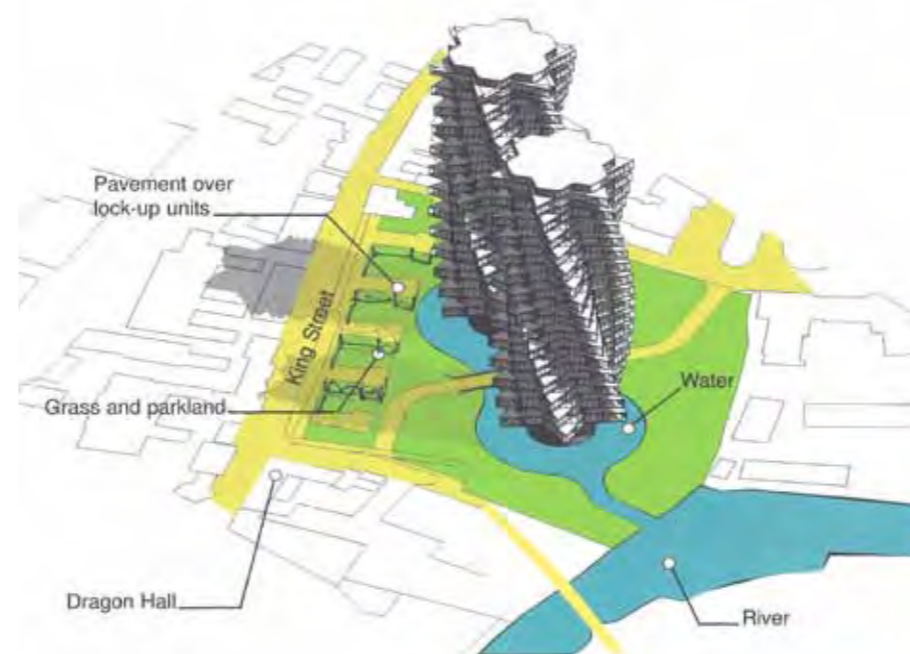 Pavement over
lock-up units
King Street
Grass and parkland
Water
Dragon Hall
River